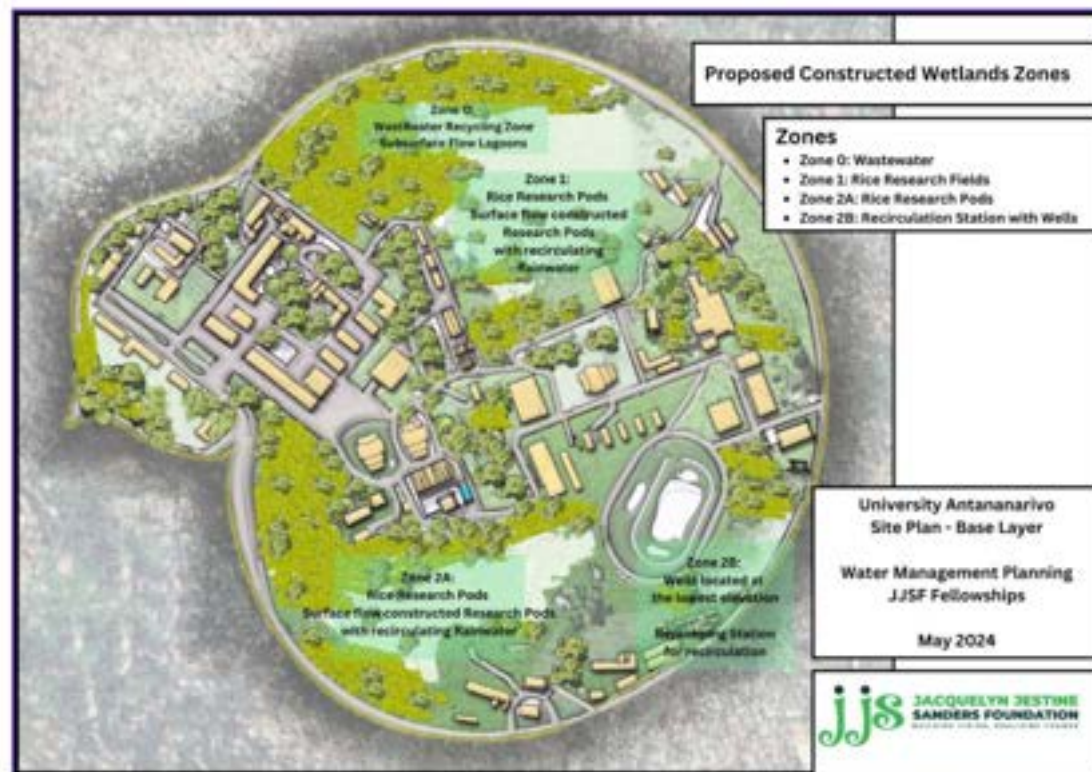 Proposed Constructed Wetlands Zones
Zones
• Zone 0: Wastewater
• Zone 1: Rice Research Fields
• Zone 2A: Rice Research Pods
• Zone 2B: Recirculation Station with Wells
Zone 0:
Wastewater Recycling Zone
Subsurface Flow Lagoons
Zone 1:
Rice Research Pods
Surface flow constructed
Research Pods
with recirculating
Rainwater
Zone 2A:
Rice Research Pods
Surface flow-constructed Research Pods
with recirculating Rainwater
Zone 2B:
Wells located at
the lowest elevation
Station
for recirculation
University Antananarivo
Site Plan - Base Layer
Water Management Planning
JJSF Fellowships
May 2024
jjs
JACQUELYN JESTINE
SANDERS FOUNDATION